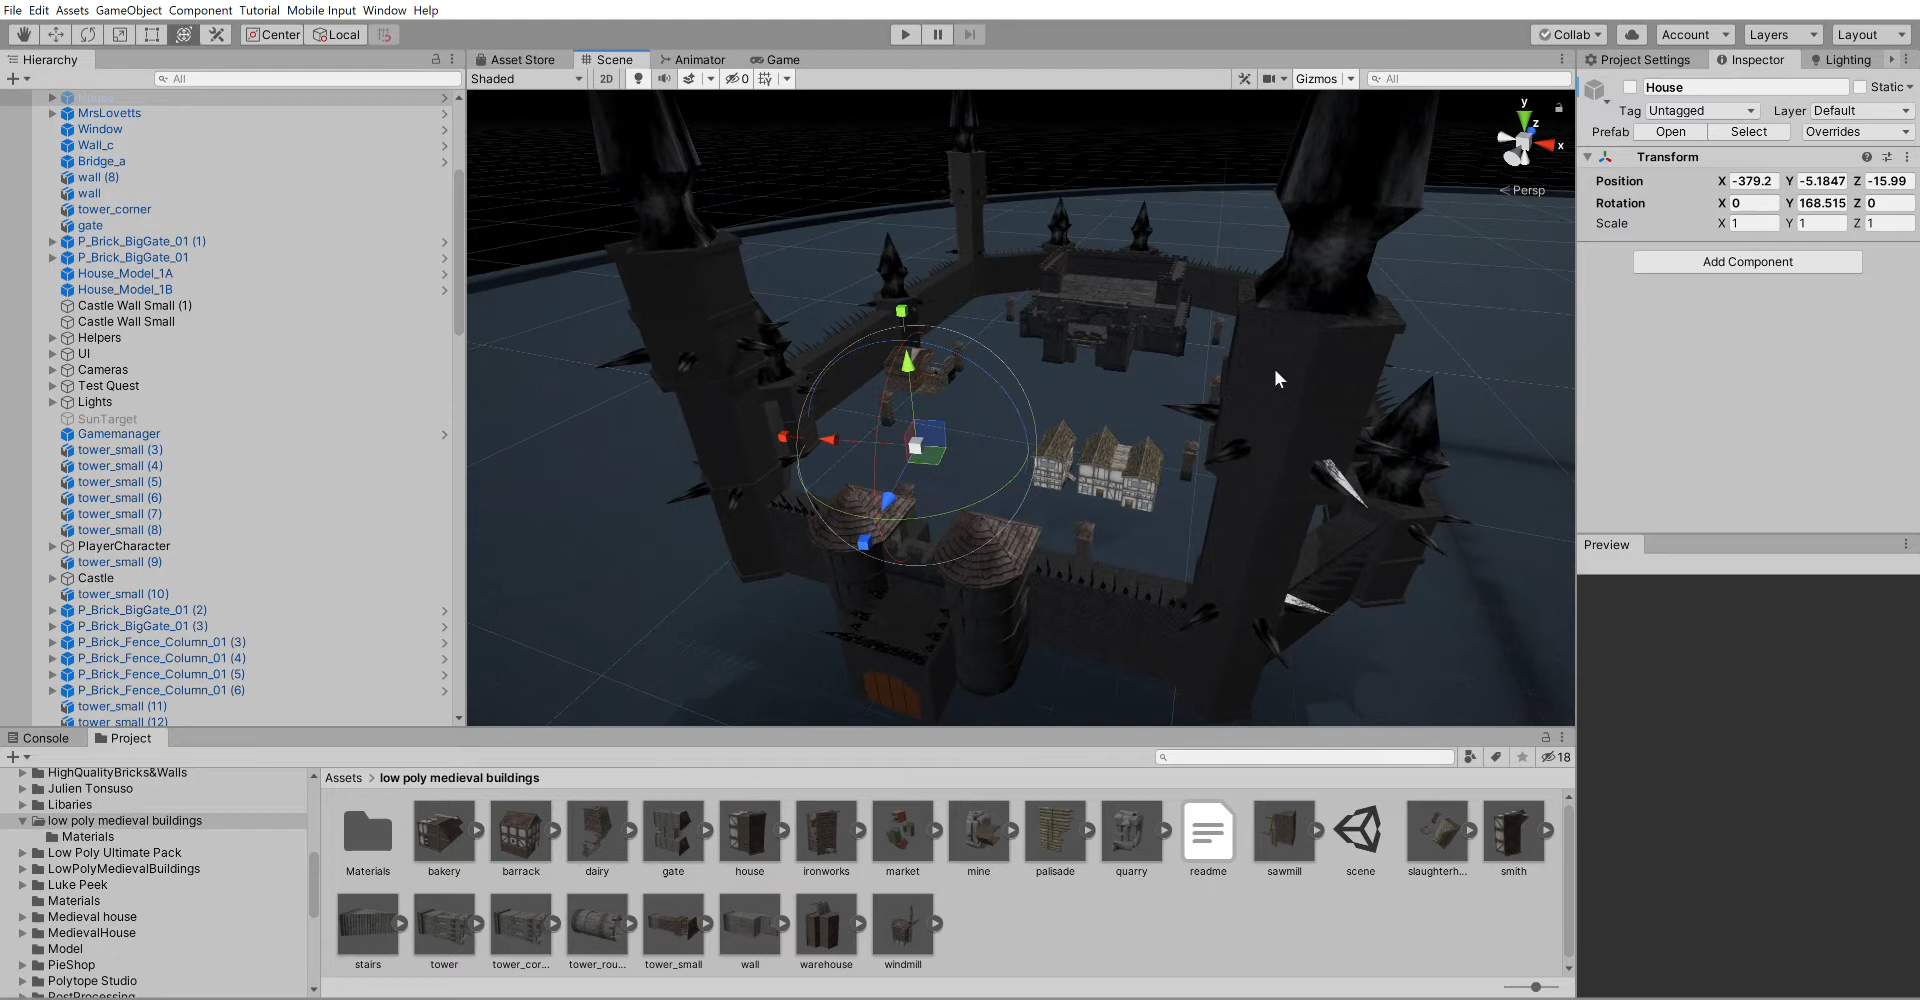 File Edit Assets GameObject Component Tutorial Mobile Input Window Help
Center Local Collab Account Layers Layout
Hierarchy
All
MrsLovetts
Window
Wall_c
Bridge_a
wall (8)
wall
tower_corner
gate
P_Brick_BigGate_01 (1)
P_Brick_BigGate_01
House_Model_1A
House_Model_1B
Castle Wall Small (1)
Castle Wall Small
Helpers
UI
Cameras
Test Quest
Lights
SunTarget
Gamemanager
tower_small (3)
tower_small (4)
tower_small (5)
tower_small (6)
tower_small (7)
tower_small (8)
PlayerCharacter
tower_small (9)
Castle
tower_small (10)
P_Brick_BigGate_01 (2)
P_Brick_BigGate_01 (3)
P_Brick_Fence_Column_01 (3)
P_Brick_Fence_Column_01 (4)
P_Brick_Fence_Column_01 (5)
P_Brick_Fence_Column_01 (6)
tower_small (11)
tower_small (12)
Asset Store Scene Animator Game
Shaded 2D 0 Gizmos All
y
z
x
Persp
Project Settings Inspector Lighting
House Static
Tag Untagged Layer Default
Prefab Open Select Overrides
Transform
Position X -379.2 Y -5.1847 Z -15.99
Rotation X 0 Y 168.515 Z 0
Scale X 1 Y 1 Z 1
Add Component
Preview
Console Project
18
HighQualityBricks&Walls
Julien Tonsuso
Libaries
low poly medieval buildings
Materials
Low Poly Ultimate Pack
LowPolyMedievalBuildings
Luke Peek
Materials
Medieval house
MedievalHouse
Model
PieShop
Polytope Studio
PostProcessing
Assets > low poly medieval buildings
Materials bakery barrack dairy gate house ironworks market mine palisade quarry readme sawmill scene slaughterh... smith
stairs tower tower_cor... tower_rou... tower_small wall warehouse windmill